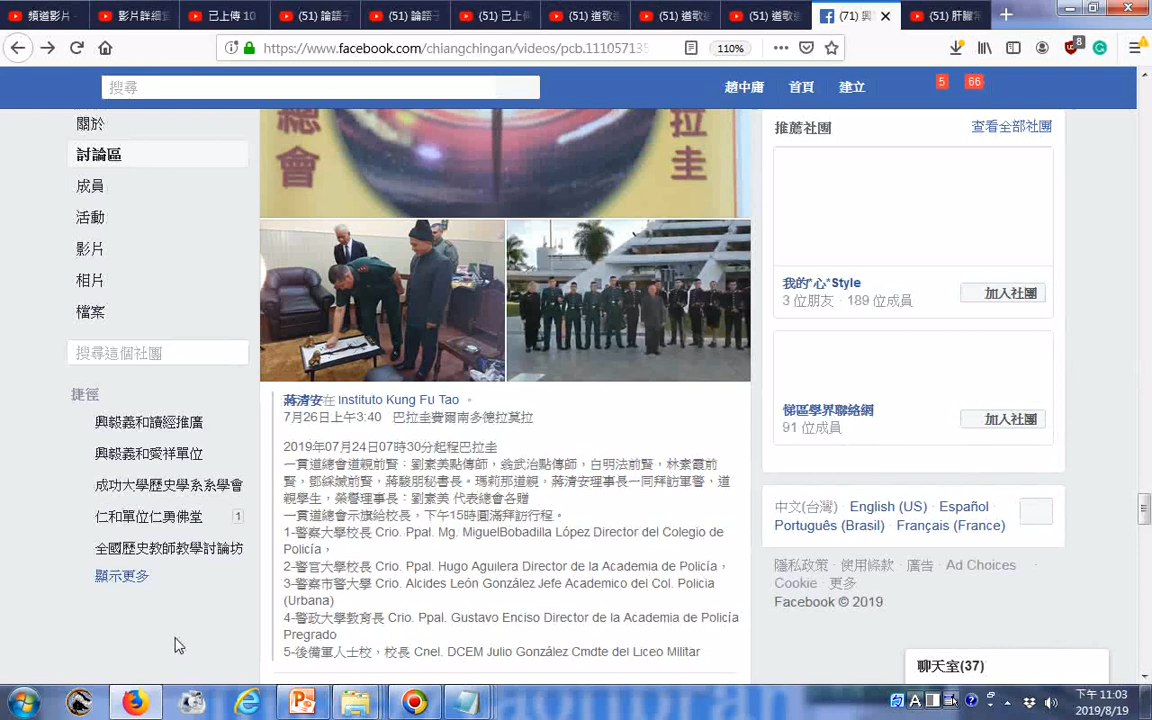 頻道影片
影片詳細
已上傳 10
(51) 論語
(51) 論語
(51) 已上
(51) 道歌
(51) 道歌
(51) 道歌
(71) 興
(51) 肝臟
https://www.facebook.com/chiangchingan/videos/pcb.111057135
110%
8
搜尋
趙中庸
首頁
建立
5
66
關於
討論區
成員
活動
影片
相片
檔案
搜尋這個社團
捷徑
興毅義和讀經推廣
興毅義和愛祥單位
成功大學歷史學系系學會
仁和單位仁勇佛堂
1
全國歷史教師教學討論坊
顯示更多
總
會
拉
圭
蔣清安在 Instituto Kung Fu Tao
7月26日上午3:40 · 巴拉圭費爾南多德拉莫拉
2019年07月24日07時30分起程巴拉圭
一貫道總會道親前賢：劉素美點傳師，翁武治點傳師，白明法前賢，林素霞前
賢，鄧綵緘前賢，蔣駿朋秘書長。瑪莉那道親，蔣清安理事長一同拜訪軍警、道
親學生，榮譽理事長：劉素美 代表總會各贈
一貫道總會示旗給校長，下午15時圓滿拜訪行程。
1-警察大學校長 Crio. Ppal. Mg. MiguelBobadilla López Director del Colegio de
Policía，
2-警官大學校長 Crio. Ppal. Hugo Aguilera Director de la Academia de Policía，
3-警察市警大學 Crio. Alcides León González Jefe Academico del Col. Policia
(Urbana)
4-警政大學教育長 Crio. Ppal. Gustavo Enciso Director de la Academia de Policía
Pregrado
5-後備軍人士校，校長 Cnel. DCEM Julio González Cmdte del Liceo Militar
推薦社團
查看全部社團
我的*心*Style
3 位朋友 · 189 位成員
加入社團
悌區學界聯絡網
91 位成員
加入社團
中文(台灣) · English (US) · Español ·
Português (Brasil) · Français (France)
隱私政策 · 使用條款 · 廣告 · Ad Choices ·
Cookie · 更多
Facebook © 2019
聊天室(37)
下午 11:03
2019/8/19